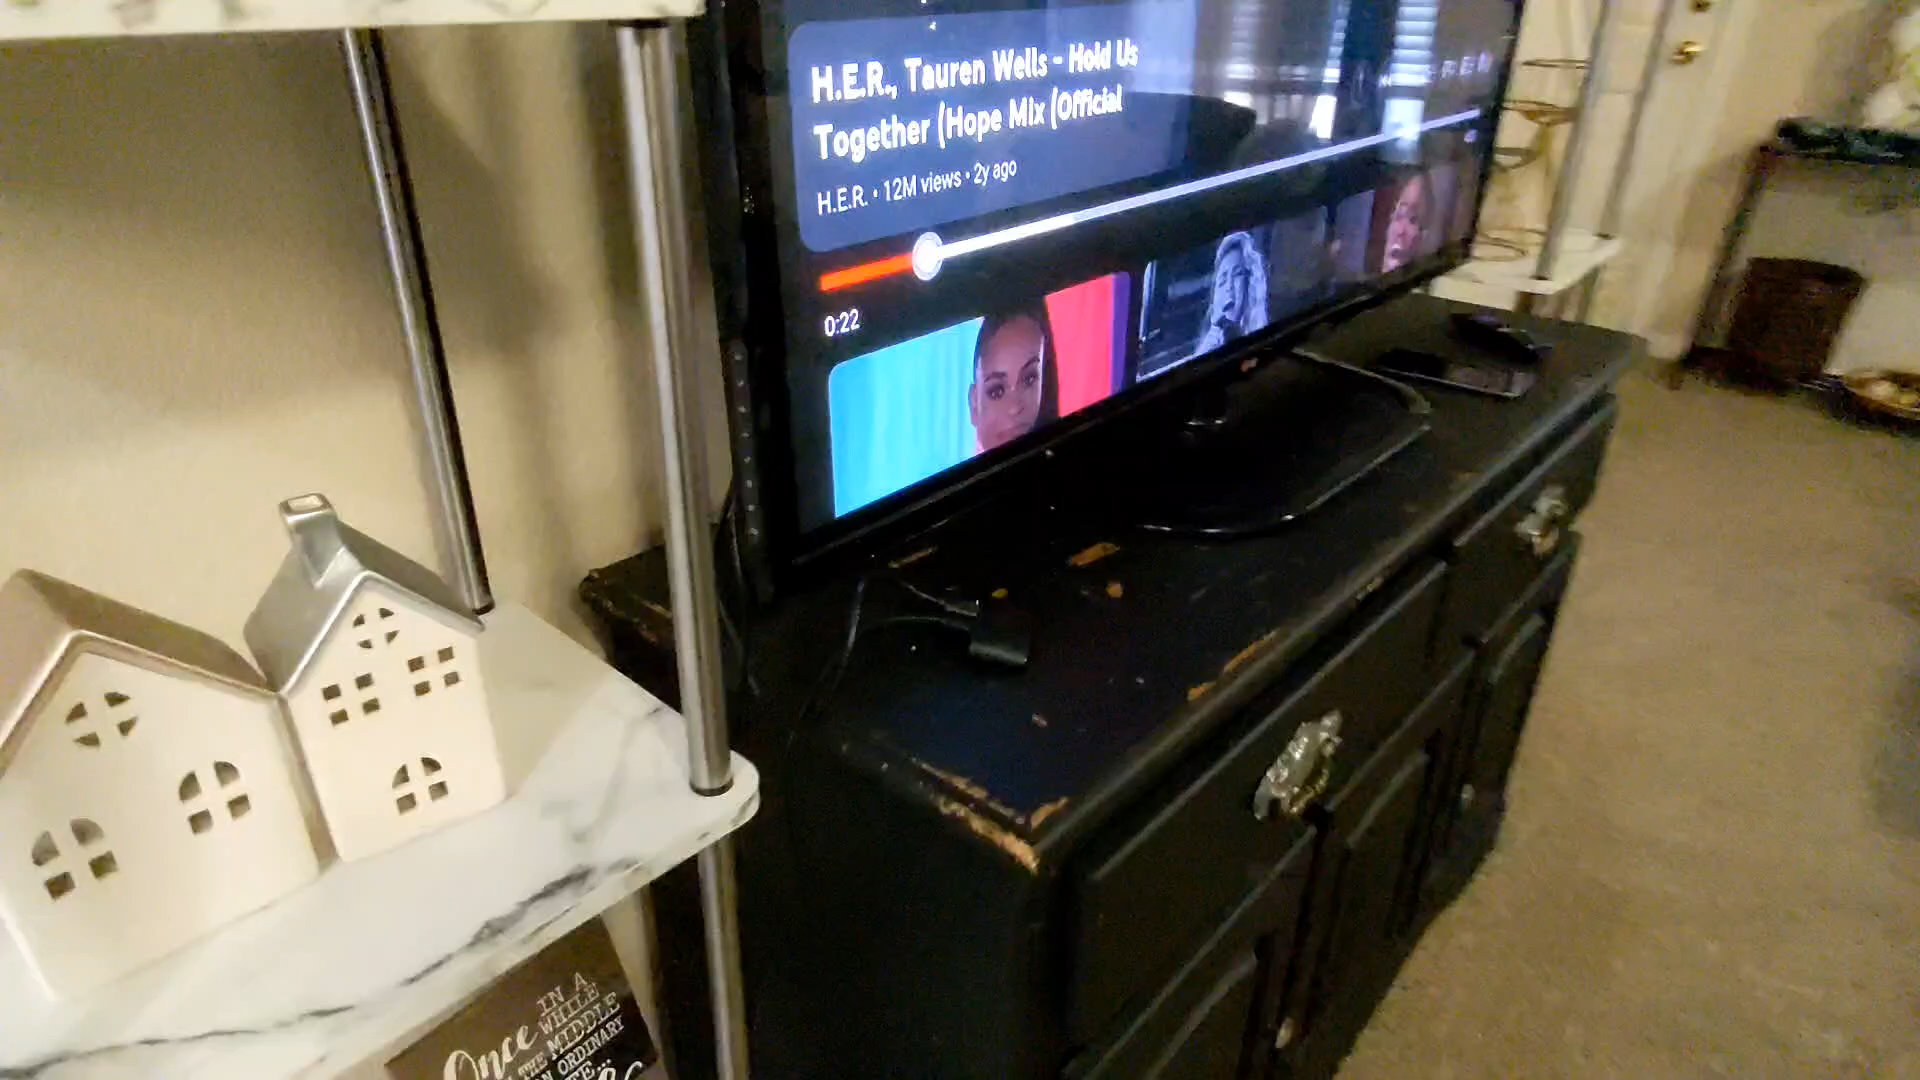 H.E.R., Tauren Wells - Hold Us
Together (Hope Mix (Official
H.E.R. • 12M views • 2y ago
0:22
Once
IN A
WHILE
THE MIDDLE
ORDINARY